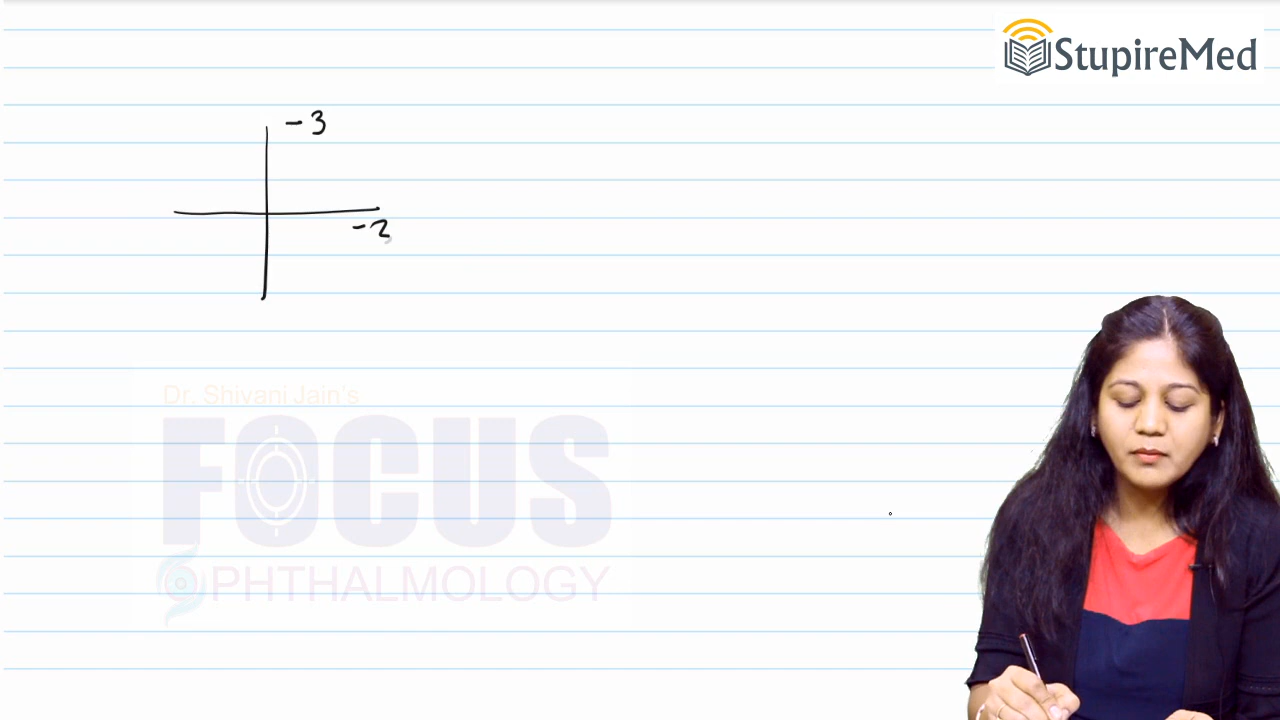 StupireMed
-3
-2
Dr. Shivani Jain's
FOCUS
OPHTHALMOLOGY